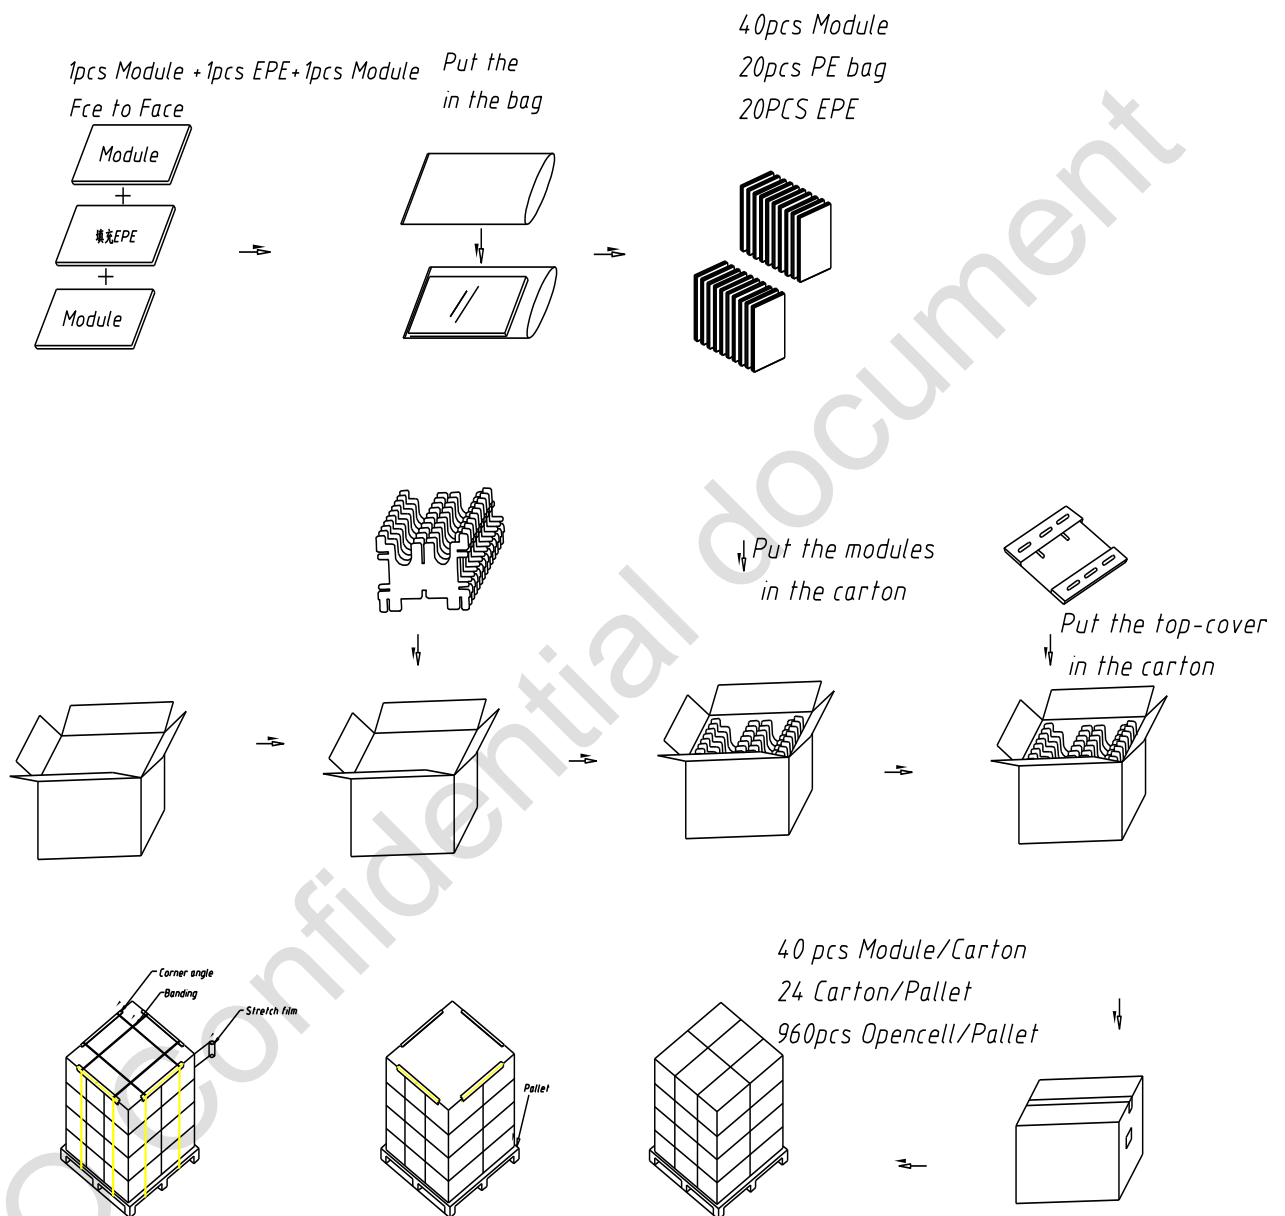 40pcs Module
20pcs PE bag
20PCS EPE
1pcs Module +1pcs EPE+1pcs Module
Fce to Face
Put the
in the bag
Module
+
填充EPE
+
Module
Put the modules
in the carton
Put the top-cover
in the carton
40 pcs Module/Carton
24 Carton/Pallet
960pcs Opencell/Pallet
Corner angle
Banding
Stretch film
Pallet
confidential document